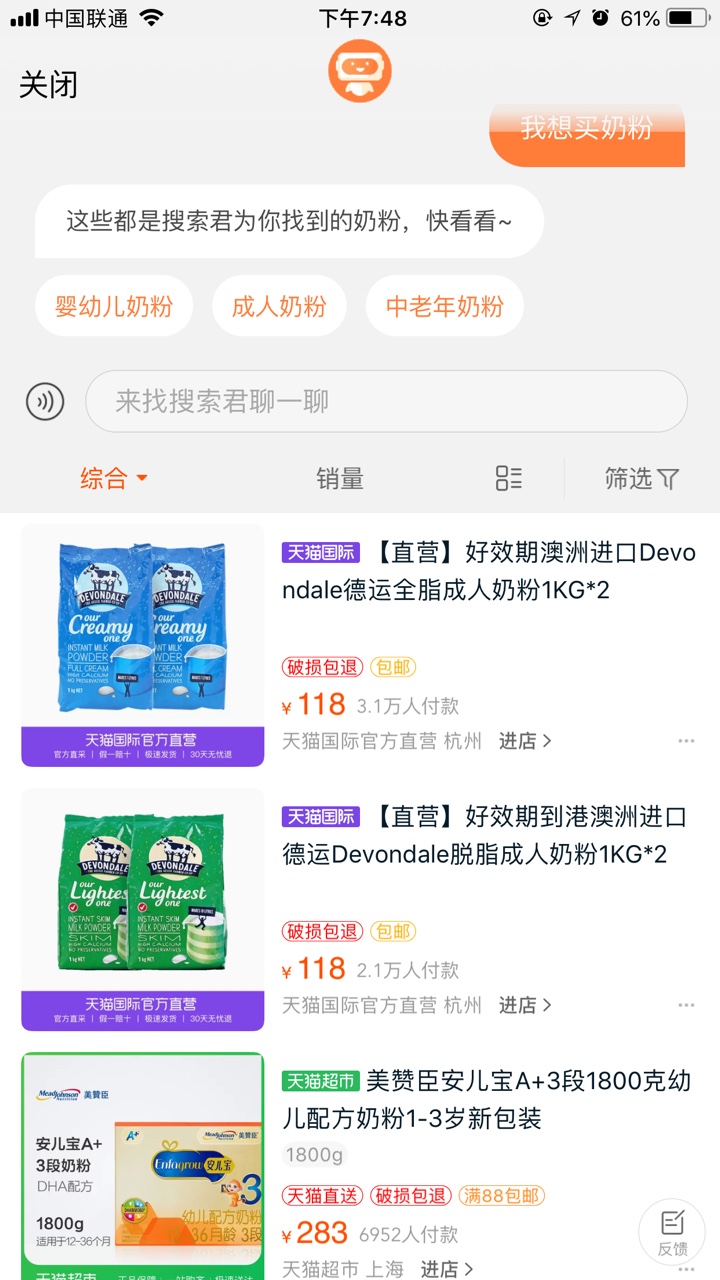 中国联通
下午7:48
61%
关闭
我想买奶粉
这些都是搜索君为你找到的奶粉，快看看~
婴幼儿奶粉
成人奶粉
中老年奶粉
来找搜索君聊一聊
综合
销量
筛选
天猫国际 【直营】好效期澳洲进口Devo
ndale德运全脂成人奶粉1KG*2
破损包退 包邮
¥118 3.1万人付款
天猫国际官方直营 杭州 进店
DEVONDALE
our
Creamy
one
INSTANT MILK
POWDER
FULL CREAM
HIGH CALCIUM
NO PRESERVATIVES
1 kg NET
天猫国际官方直营
官方直采 | 假一赔十 | 极速发货 | 30天无忧退
天猫国际 【直营】好效期到港澳洲进口
德运Devondale脱脂成人奶粉1KG*2
破损包退 包邮
¥118 2.1万人付款
天猫国际官方直营 杭州 进店
DEVONDALE
our
Lightest
one
INSTANT SKIM
MILK POWDER
SKIM
HIGH CALCIUM
NO PRESERVATIVES
1 kg NET
天猫国际官方直营
官方直采 | 假一赔十 | 极速发货 | 30天无忧退
天猫超市 美赞臣安儿宝A+3段1800克幼
儿配方奶粉1-3岁新包装
1800g
天猫直送 破损包退 满88包邮
¥283 6952人付款
天猫超市 上海 进店
MeadJohnson 美赞臣
安儿宝A+
3段奶粉
DHA配方
1800g
适用于12-36个月
A+
Enfagrow 安儿宝
3
幼儿配方奶粉
36月龄 3段
反馈